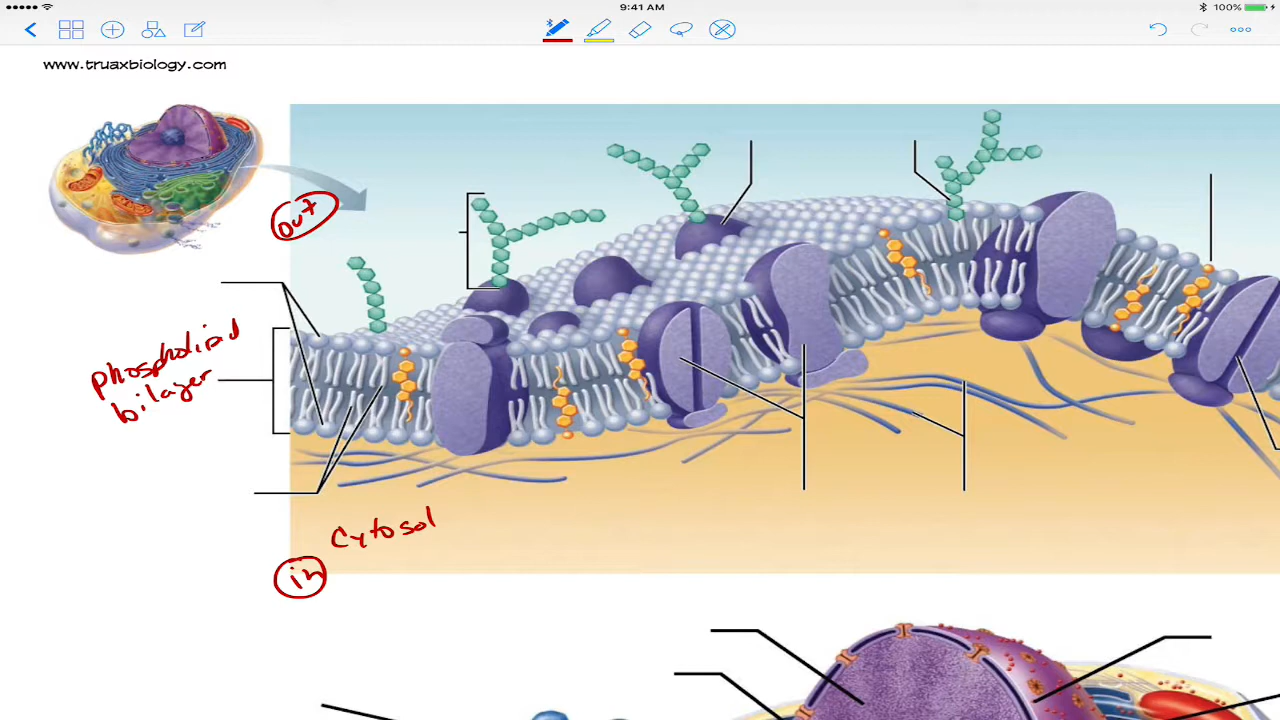 9:41 AM
100%
www.truaxbiology.com
out
phospholipid
bilayer
Cytosol
in